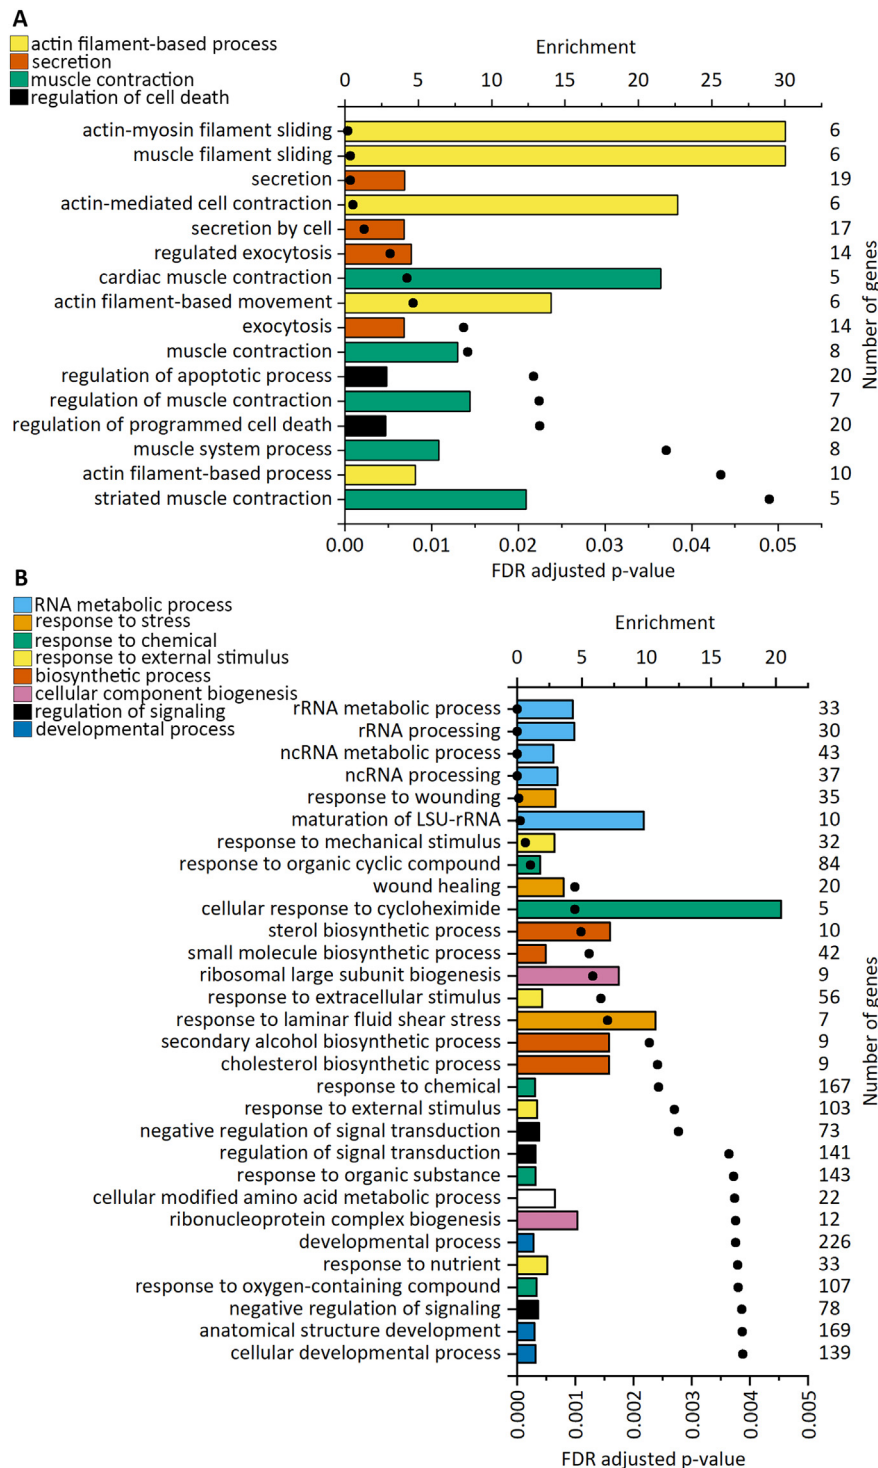 A
actin filament-based process
secretion
muscle contraction
regulation of cell death
Enrichment
0 5 10 15 20 25 30
actin-myosin filament sliding 6
muscle filament sliding 6
secretion 19
actin-mediated cell contraction 6
secretion by cell 17
regulated exocytosis 14
cardiac muscle contraction 5
actin filament-based movement 6
exocytosis 14
muscle contraction 8
regulation of apoptotic process 20
regulation of muscle contraction 7
regulation of programmed cell death 20
muscle system process 8
actin filament-based process 10
striated muscle contraction 5
Number of genes
0.00 0.01 0.02 0.03 0.04 0.05
FDR adjusted p-value
B
RNA metabolic process
response to stress
response to chemical
response to external stimulus
biosynthetic process
cellular component biogenesis
regulation of signaling
developmental process
Enrichment
0 5 10 15 20
rRNA metabolic process 33
rRNA processing 30
ncRNA metabolic process 43
ncRNA processing 37
response to wounding 35
maturation of LSU-rRNA 10
response to mechanical stimulus 32
response to organic cyclic compound 84
wound healing 20
cellular response to cycloheximide 5
sterol biosynthetic process 10
small molecule biosynthetic process 42
ribosomal large subunit biogenesis 9
response to extracellular stimulus 56
response to laminar fluid shear stress 7
secondary alcohol biosynthetic process 9
cholesterol biosynthetic process 9
response to chemical 167
response to external stimulus 103
negative regulation of signal transduction 73
regulation of signal transduction 141
response to organic substance 143
cellular modified amino acid metabolic process 22
ribonucleoprotein complex biogenesis 12
developmental process 226
response to nutrient 33
response to oxygen-containing compound 107
negative regulation of signaling 78
anatomical structure development 169
cellular developmental process 139
Number of genes
0.000 0.001 0.002 0.003 0.004 0.005
FDR adjusted p-value